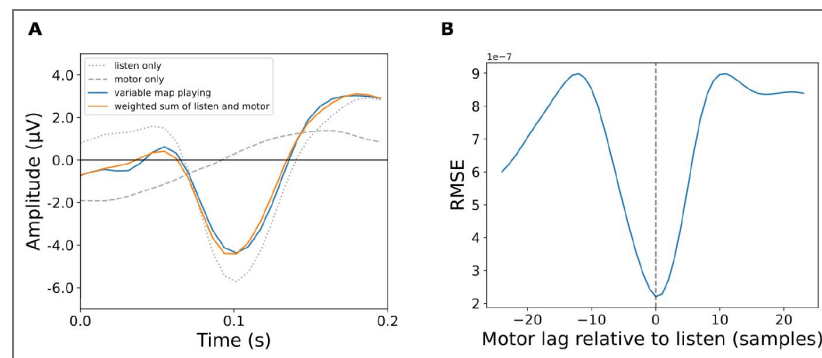 A
listen only
motor only
variable map playing
weighted sum of listen and motor
4.0
2.0
0.0
-2.0
-4.0
-6.0
Amplitude (μV)
0.0
0.1
0.2
Time (s)
B
1e-7
9
8
7
6
5
4
3
2
RMSE
−20
−10
0
10
20
Motor lag relative to listen (samples)